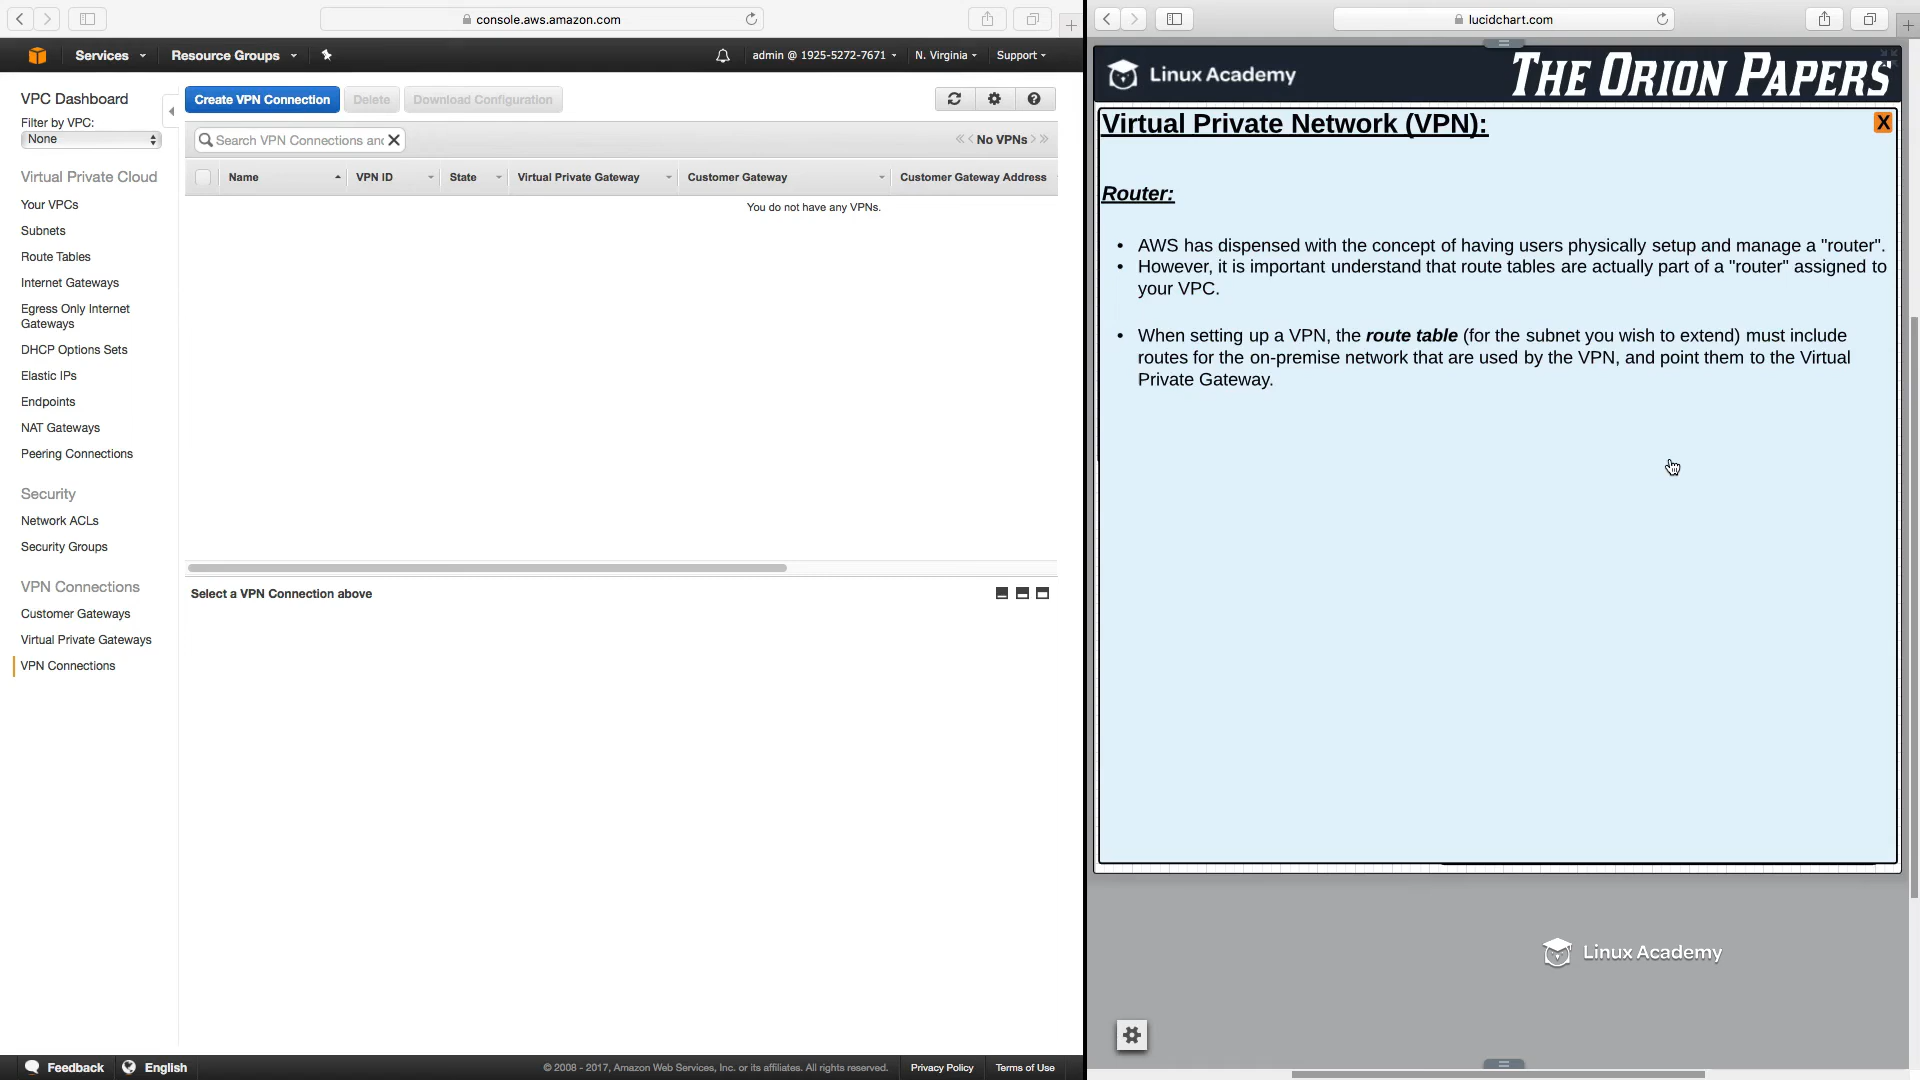 console.aws.amazon.com
lucidchart.com
Services
Resource Groups
admin @ 1925-5272-7671
N. Virginia
Support
VPC Dashboard
Filter by VPC:
None
Virtual Private Cloud
Your VPCs
Subnets
Route Tables
Internet Gateways
Egress Only Internet
Gateways
DHCP Options Sets
Elastic IPs
Endpoints
NAT Gateways
Peering Connections
Security
Network ACLs
Security Groups
VPN Connections
Customer Gateways
Virtual Private Gateways
VPN Connections
Create VPN Connection
Delete
Download Configuration
Search VPN Connections and
No VPNs
Name
VPN ID
State
Virtual Private Gateway
Customer Gateway
Customer Gateway Address
You do not have any VPNs.
Select a VPN Connection above
Feedback
English
© 2008 - 2017, Amazon Web Services, Inc. or its affiliates. All rights reserved.
Privacy Policy
Terms of Use
Linux Academy
THE ORION PAPERS
Virtual Private Network (VPN):
X
Router:
• AWS has dispensed with the concept of having users physically setup and manage a "router".
• However, it is important understand that route tables are actually part of a "router" assigned to
your VPC.
• When setting up a VPN, the route table (for the subnet you wish to extend) must include
routes for the on-premise network that are used by the VPN, and point them to the Virtual
Private Gateway.
Linux Academy